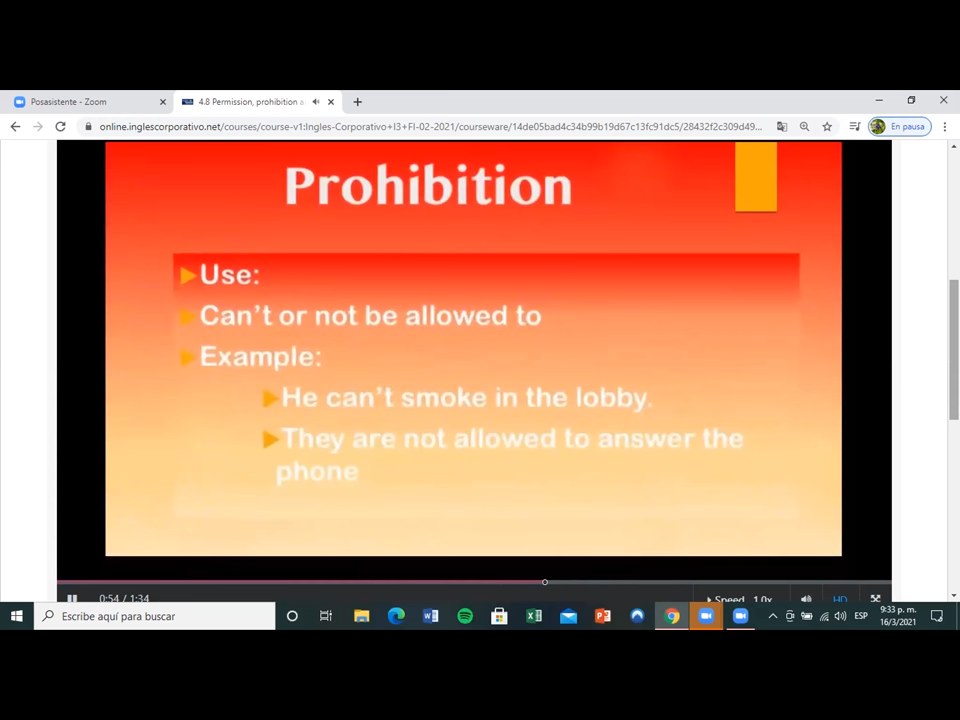 Posasistente - Zoom
4.8 Permission, prohibition a
online.inglescorporativo.net/courses/course-v1:Ingles-Corporativo+I3+FI-02-2021/courseware/14de05bad4c34b99b19d67c13fc91dc5/28432f2c309d49...
En pausa
Prohibition
Use:
Can't or not be allowed to
Example:
He can't smoke in the lobby.
They are not allowed to answer the
phone
0:54 / 1:34
Speed 1.0x
HD
Escribe aquí para buscar
ESP
9:33 p. m.
16/3/2021